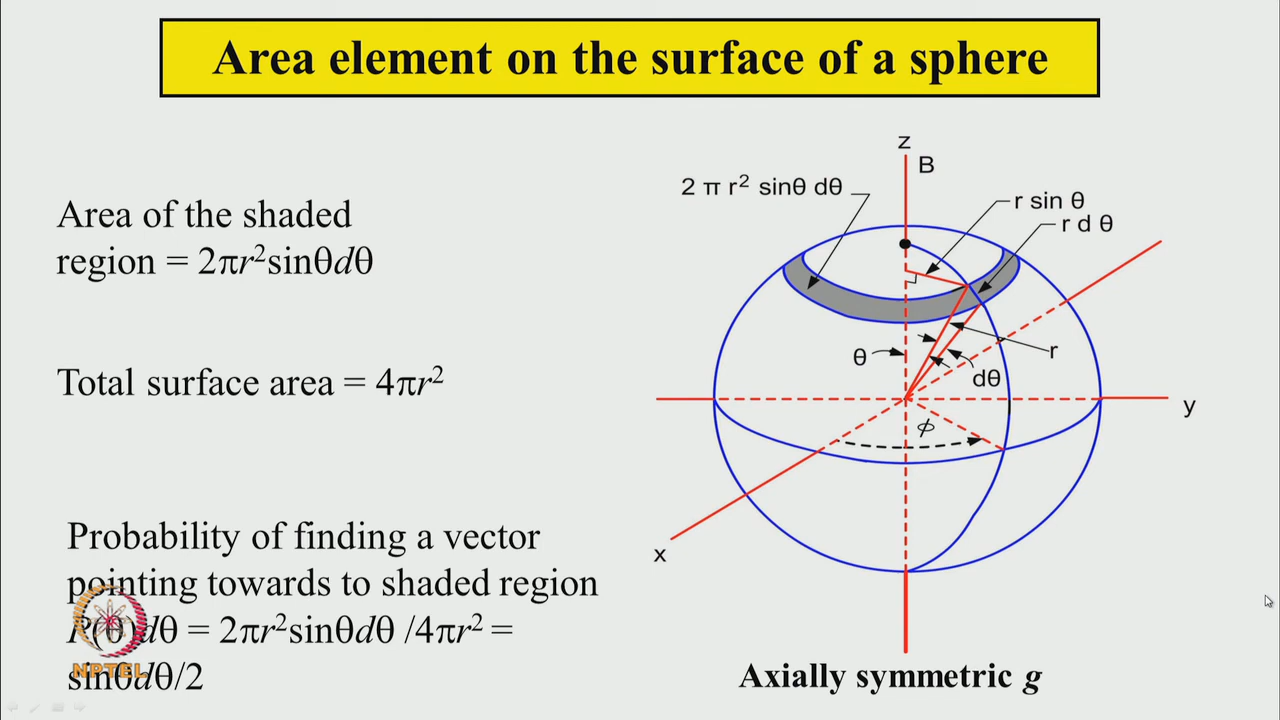 Area element on the surface of a sphere
Area of the shaded
region = 2πr²sinθdθ
Total surface area = 4πr²
Probability of finding a vector
pointing towards to shaded region
P(θ)dθ = 2πr²sinθdθ /4πr² =
sinθdθ/2
NPTEL
z
B
2 π r² sinθ dθ
r sin θ
r d θ
θ
r
dθ
y
ϕ
x
Axially symmetric g